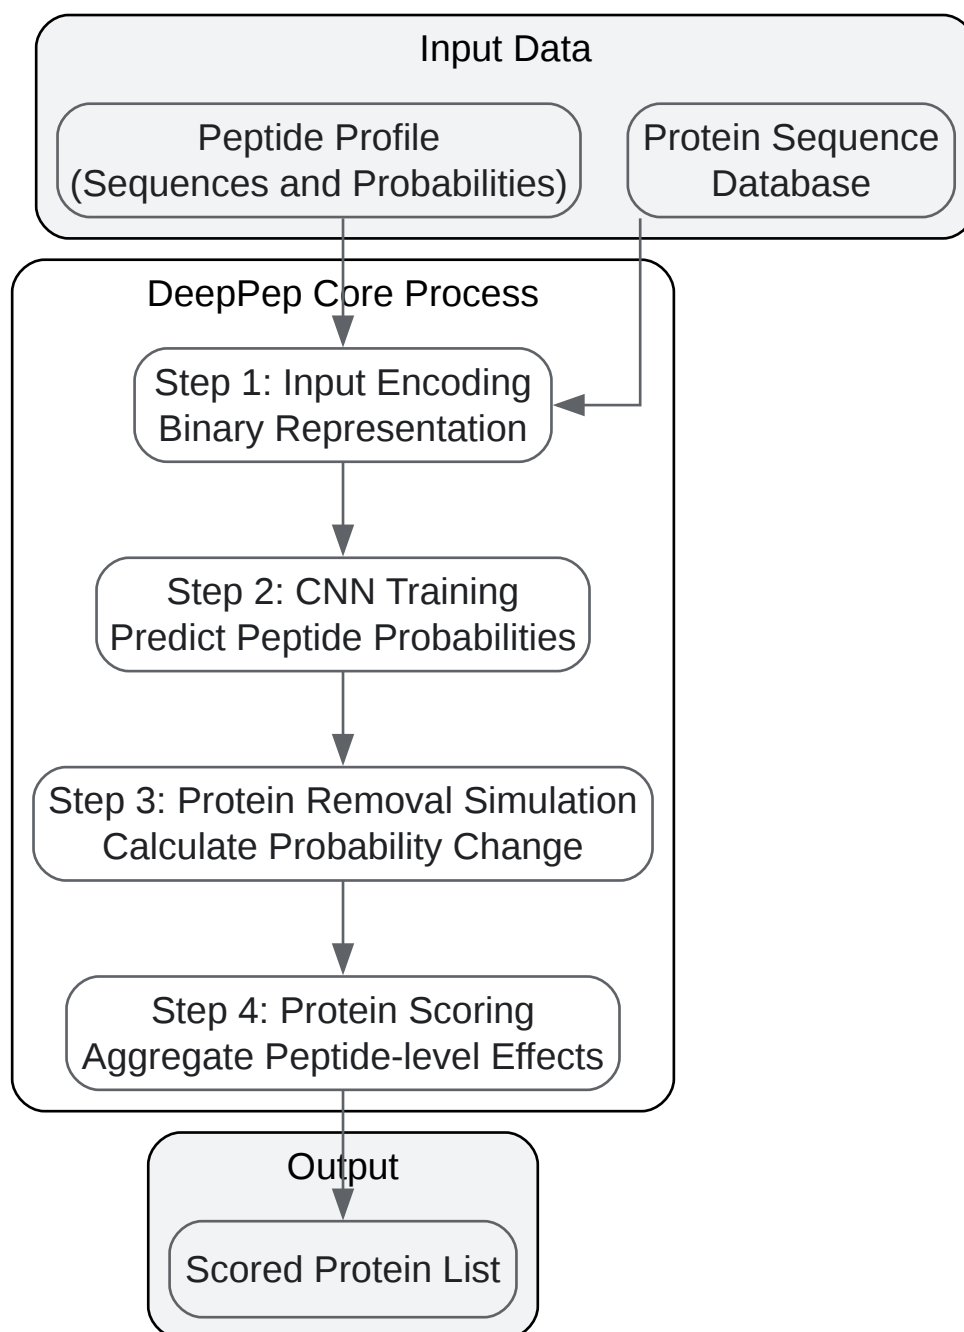 Input Data
Peptide Profile
(Sequences and Probabilities)
Protein Sequence
Database
DeepPep Core Process
Step 1: Input Encoding
Binary Representation
Step 2: CNN Training
Predict Peptide Probabilities
Step 3: Protein Removal Simulation
Calculate Probability Change
Step 4: Protein Scoring
Aggregate Peptide-level Effects
Output
Scored Protein List